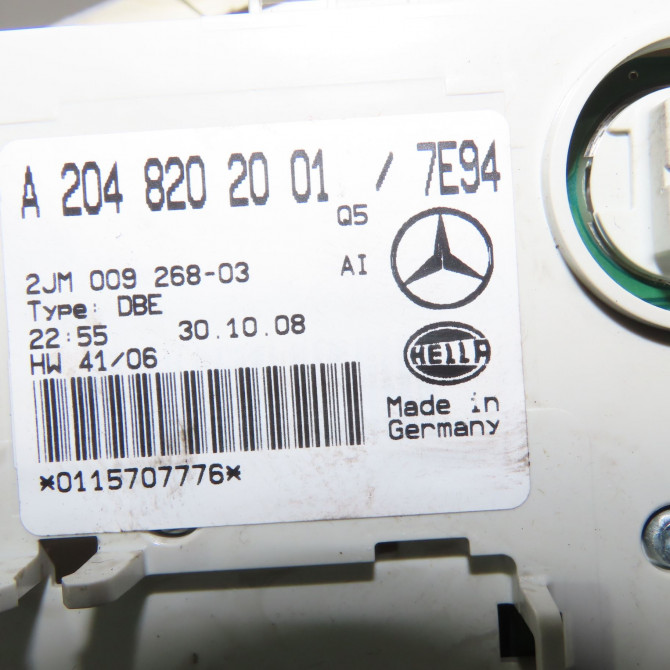 A 204 820 20 01 / 7E94
Q5
2JM 009 268-03 AI
Type: DBE
22:55 30.10.08
HW 41/06
HELLA
Made in
Germany
*0115707776*